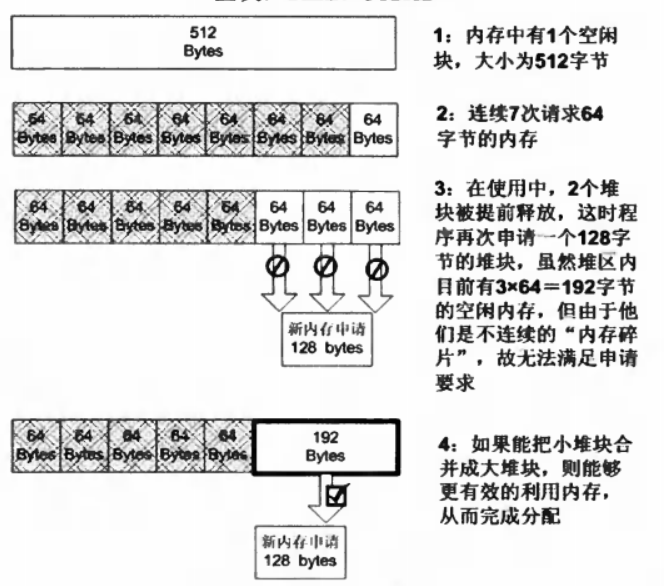 512
Bytes
1：内存中有1个空闲
块，大小为512字节
64 64 64 64 64 64 64 64
Bytes Bytes Bytes Bytes Bytes Bytes Bytes Bytes
2：连续7次请求64
字节的内存
64 64 64 64 64 64 64 64
Bytes Bytes Bytes Bytes Bytes Bytes Bytes Bytes
新内存申请
128 bytes
3：在使用中，2个堆
块被提前释放，这时程
序再次申请一个128字
节的堆块，虽然堆区内
目前有3×64＝192字节
的空闲内存，但由于他
们是不连续的“内存碎
片”，故无法满足申请
要求
64 64 64 64 64 192
Bytes Bytes Bytes Bytes Bytes Bytes
新内存申请
128 bytes
4：如果能把小堆块合
并成大堆块，则能够
更有效的利用内存，
从而完成分配